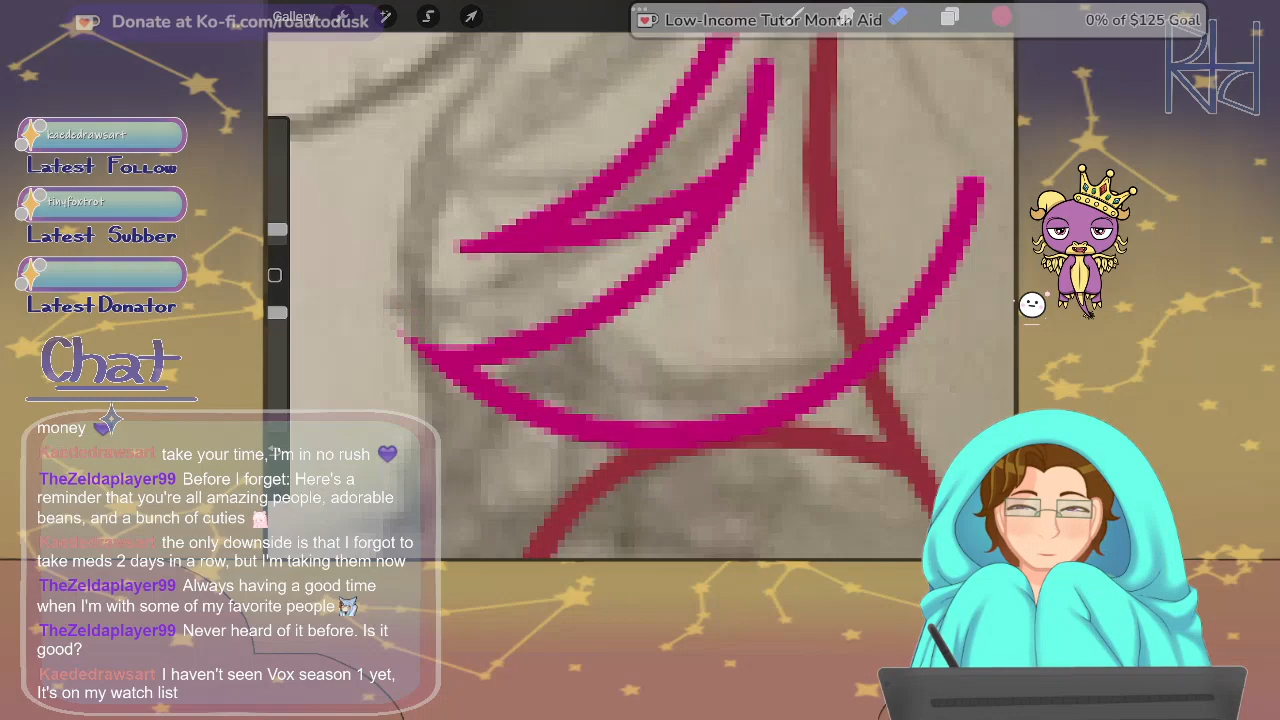 Donate at Ko-fi.com/roadtodusk
Gallery
Low-Income Tutor Month Aid
0% of $125 Goal
kaededrawsart
Latest Follow
tinyfoxtrot
Latest Subber
Latest Donator
Chat
money
Kaededrawsart take your time, I'm in no rush
TheZeldaplayer99 Before I forget: Here's a
reminder that you're all amazing people, adorable
beans, and a bunch of cuties
Kaededrawsart the only downside is that I forgot to
take meds 2 days in a row, but I'm taking them now
TheZeldaplayer99 Always having a good time
when I'm with some of my favorite people
TheZeldaplayer99 Never heard of it before. Is it
good?
Kaededrawsart I haven't seen Vox season 1 yet,
It's on my watch list